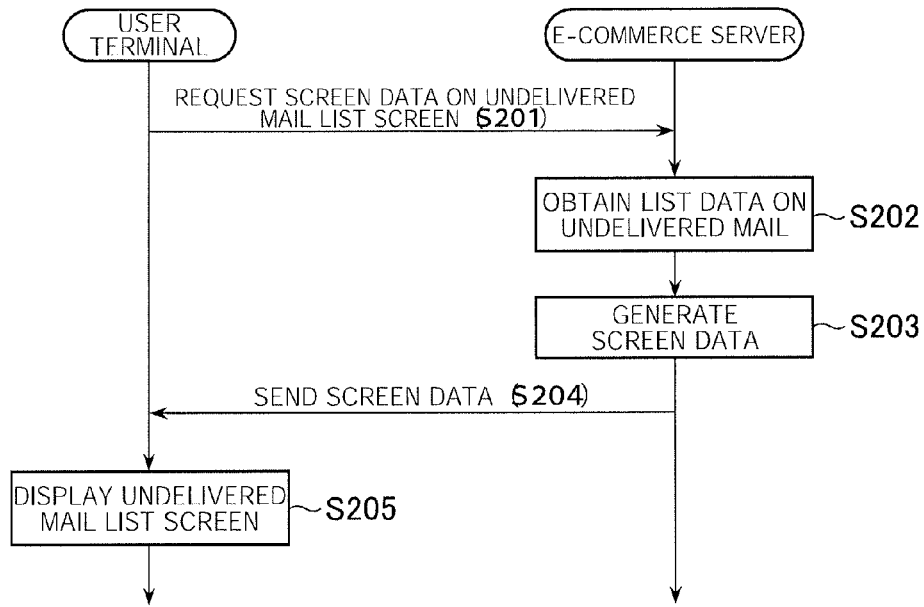 USER
TERMINAL
E-COMMERCE SERVER
REQUEST SCREEN DATA ON UNDELIVERED
MAIL LIST SCREEN (S201)
OBTAIN LIST DATA ON
UNDELIVERED MAIL
S202
GENERATE
SCREEN DATA
S203
SEND SCREEN DATA (S204)
DISPLAY UNDELIVERED
MAIL LIST SCREEN
S205